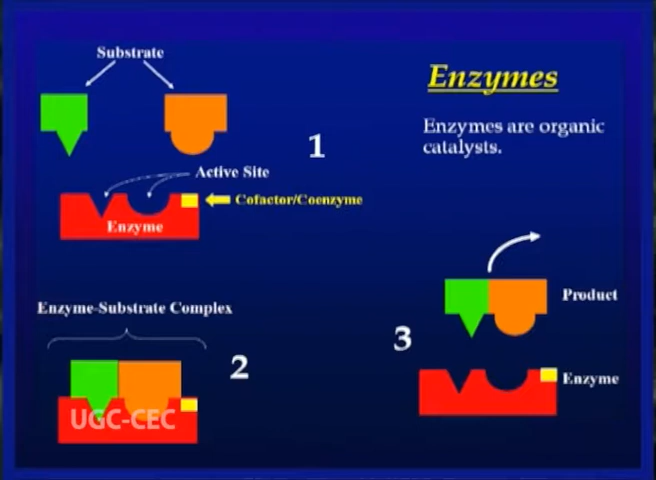 Substrate
Enzymes
Enzymes are organic
catalysts.
1
Active Site
Cofactor/Coenzyme
Enzyme
Enzyme-Substrate Complex
2
UGC-CEC
3
Product
Enzyme